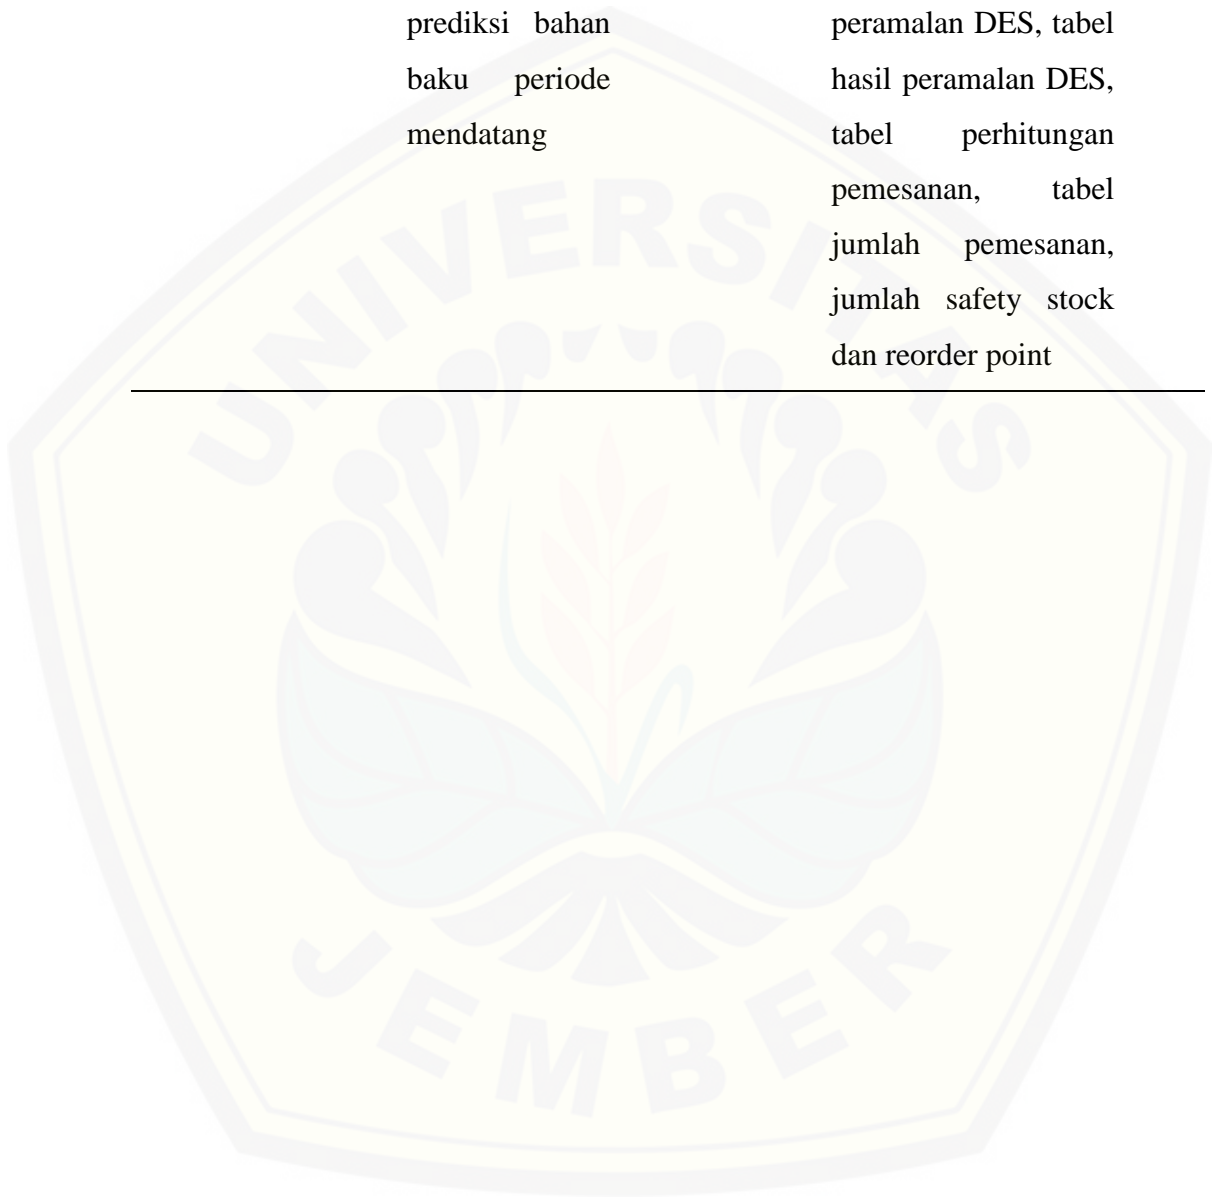 prediksi bahan
baku periode
mendatang
peramalan DES, tabel
hasil peramalan DES,
tabel perhitungan
pemesanan, tabel
jumlah pemesanan,
jumlah safety stock
dan reorder point
UNIVERSITAS
JEMBER